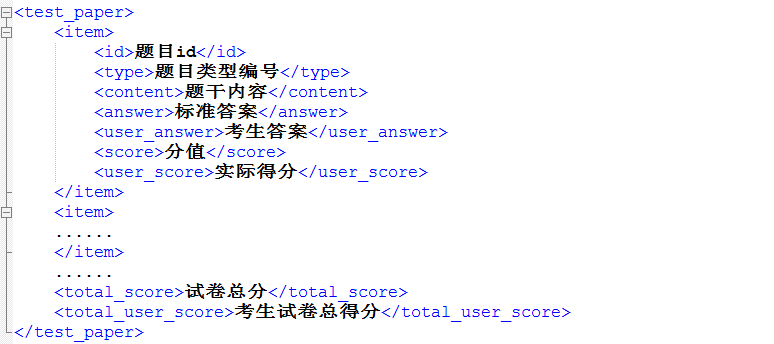 <test_paper>
<item>
<id>题目id</id>
<type>题目类型编号</type>
<content>题干内容</content>
<answer>标准答案</answer>
<user_answer>考生答案</user_answer>
<score>分值</score>
<user_score>实际得分</user_score>
</item>
<item>
......
</item>
......
<total_score>试卷总分</total_score>
<total_user_score>考生试卷总得分</total_user_score>
</test_paper>